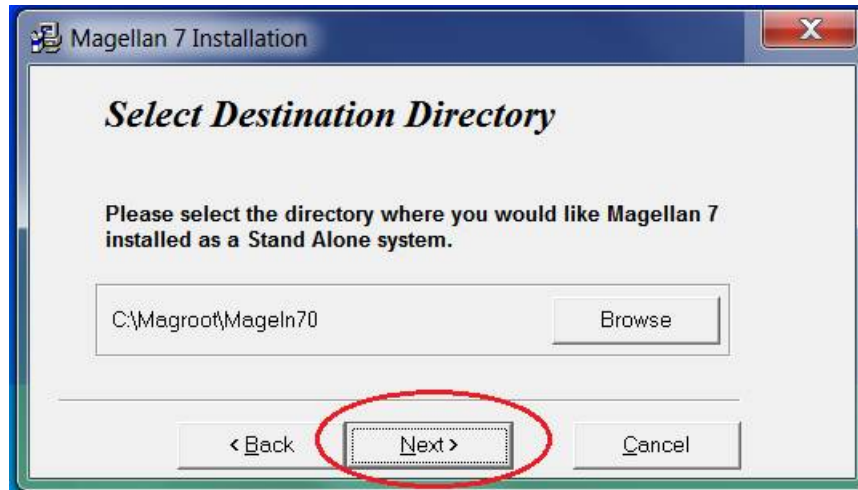 Magellan 7 Installation
X
Select Destination Directory
Please select the directory where you would like Magellan 7
installed as a Stand Alone system.
C:\Magroot\Mageln70
Browse
< Back
Next >
Cancel